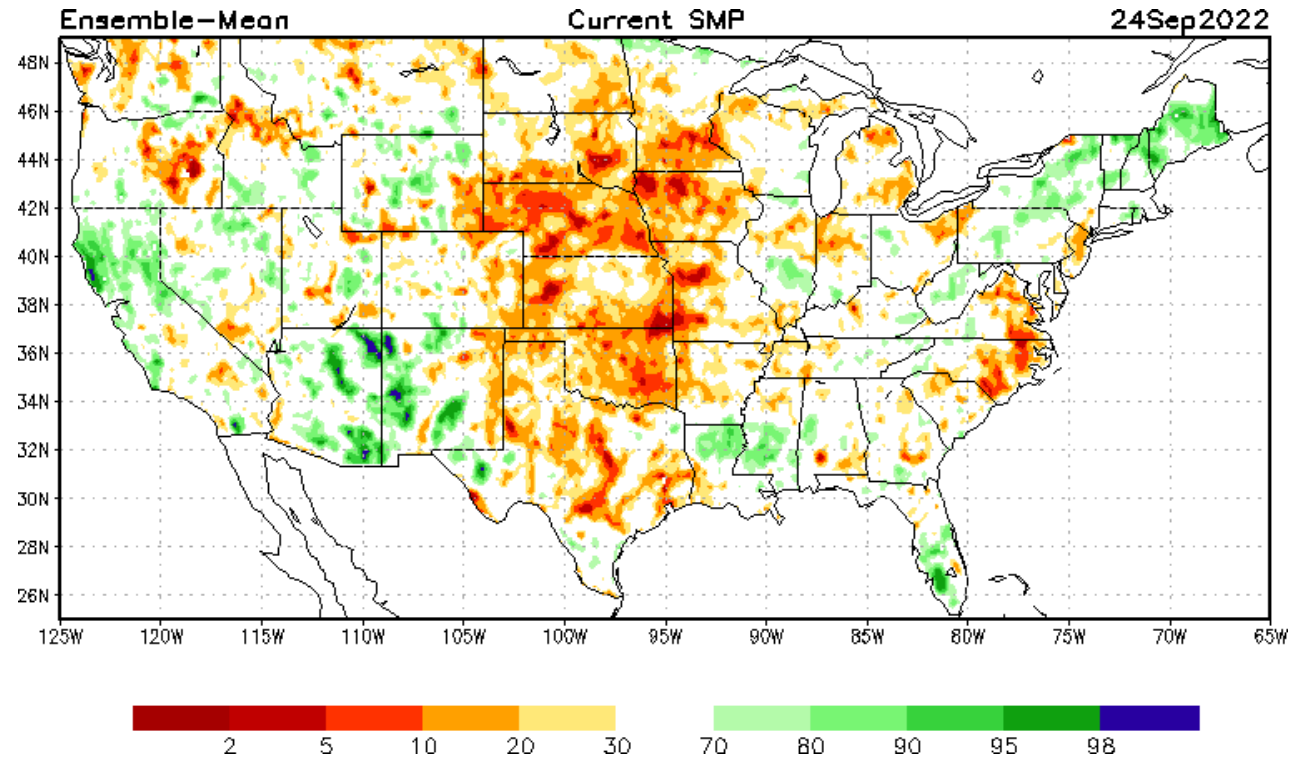 Ensemble-Mean Current SMP 24Sep2022
48N
46N
44N
42N
40N
38N
36N
34N
32N
30N
28N
26N
125W 120W 115W 110W 105W 100W 95W 90W 85W 80W 75W 70W 65W
2 5 10 20 30 70 80 90 95 98